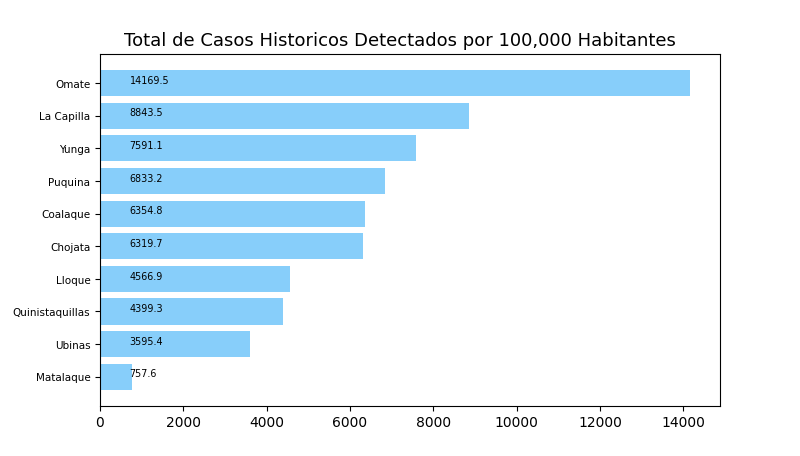 Total de Casos Historicos Detectados por 100,000 Habitantes
Omate 14169.5
La Capilla 8843.5
Yunga 7591.1
Puquina 6833.2
Coalaque 6354.8
Chojata 6319.7
Lloque 4566.9
Quinistaquillas 4399.3
Ubinas 3595.4
Matalaque 757.6
0 2000 4000 6000 8000 10000 12000 14000